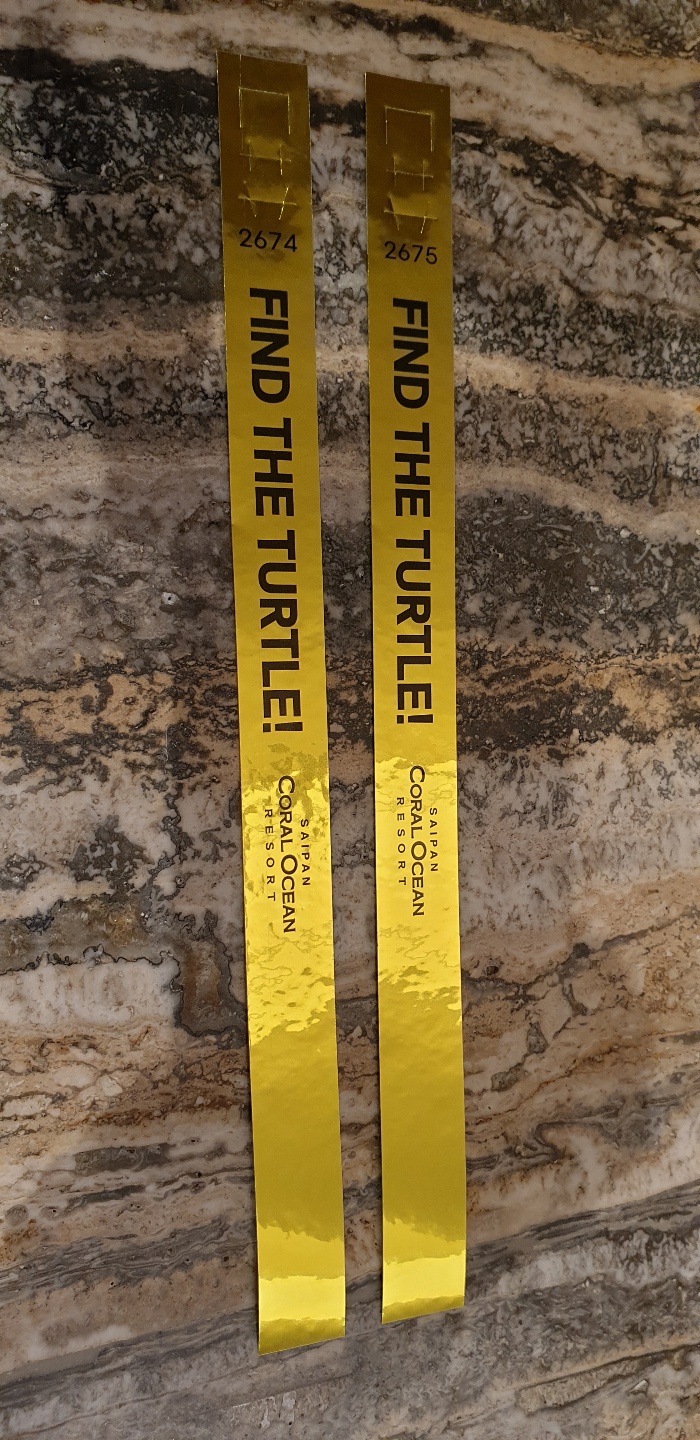 2674
FIND THE TURTLE!
SAIPAN
CORAL OCEAN
RESORT
2675
FIND THE TURTLE!
SAIPAN
CORAL OCEAN
RESORT